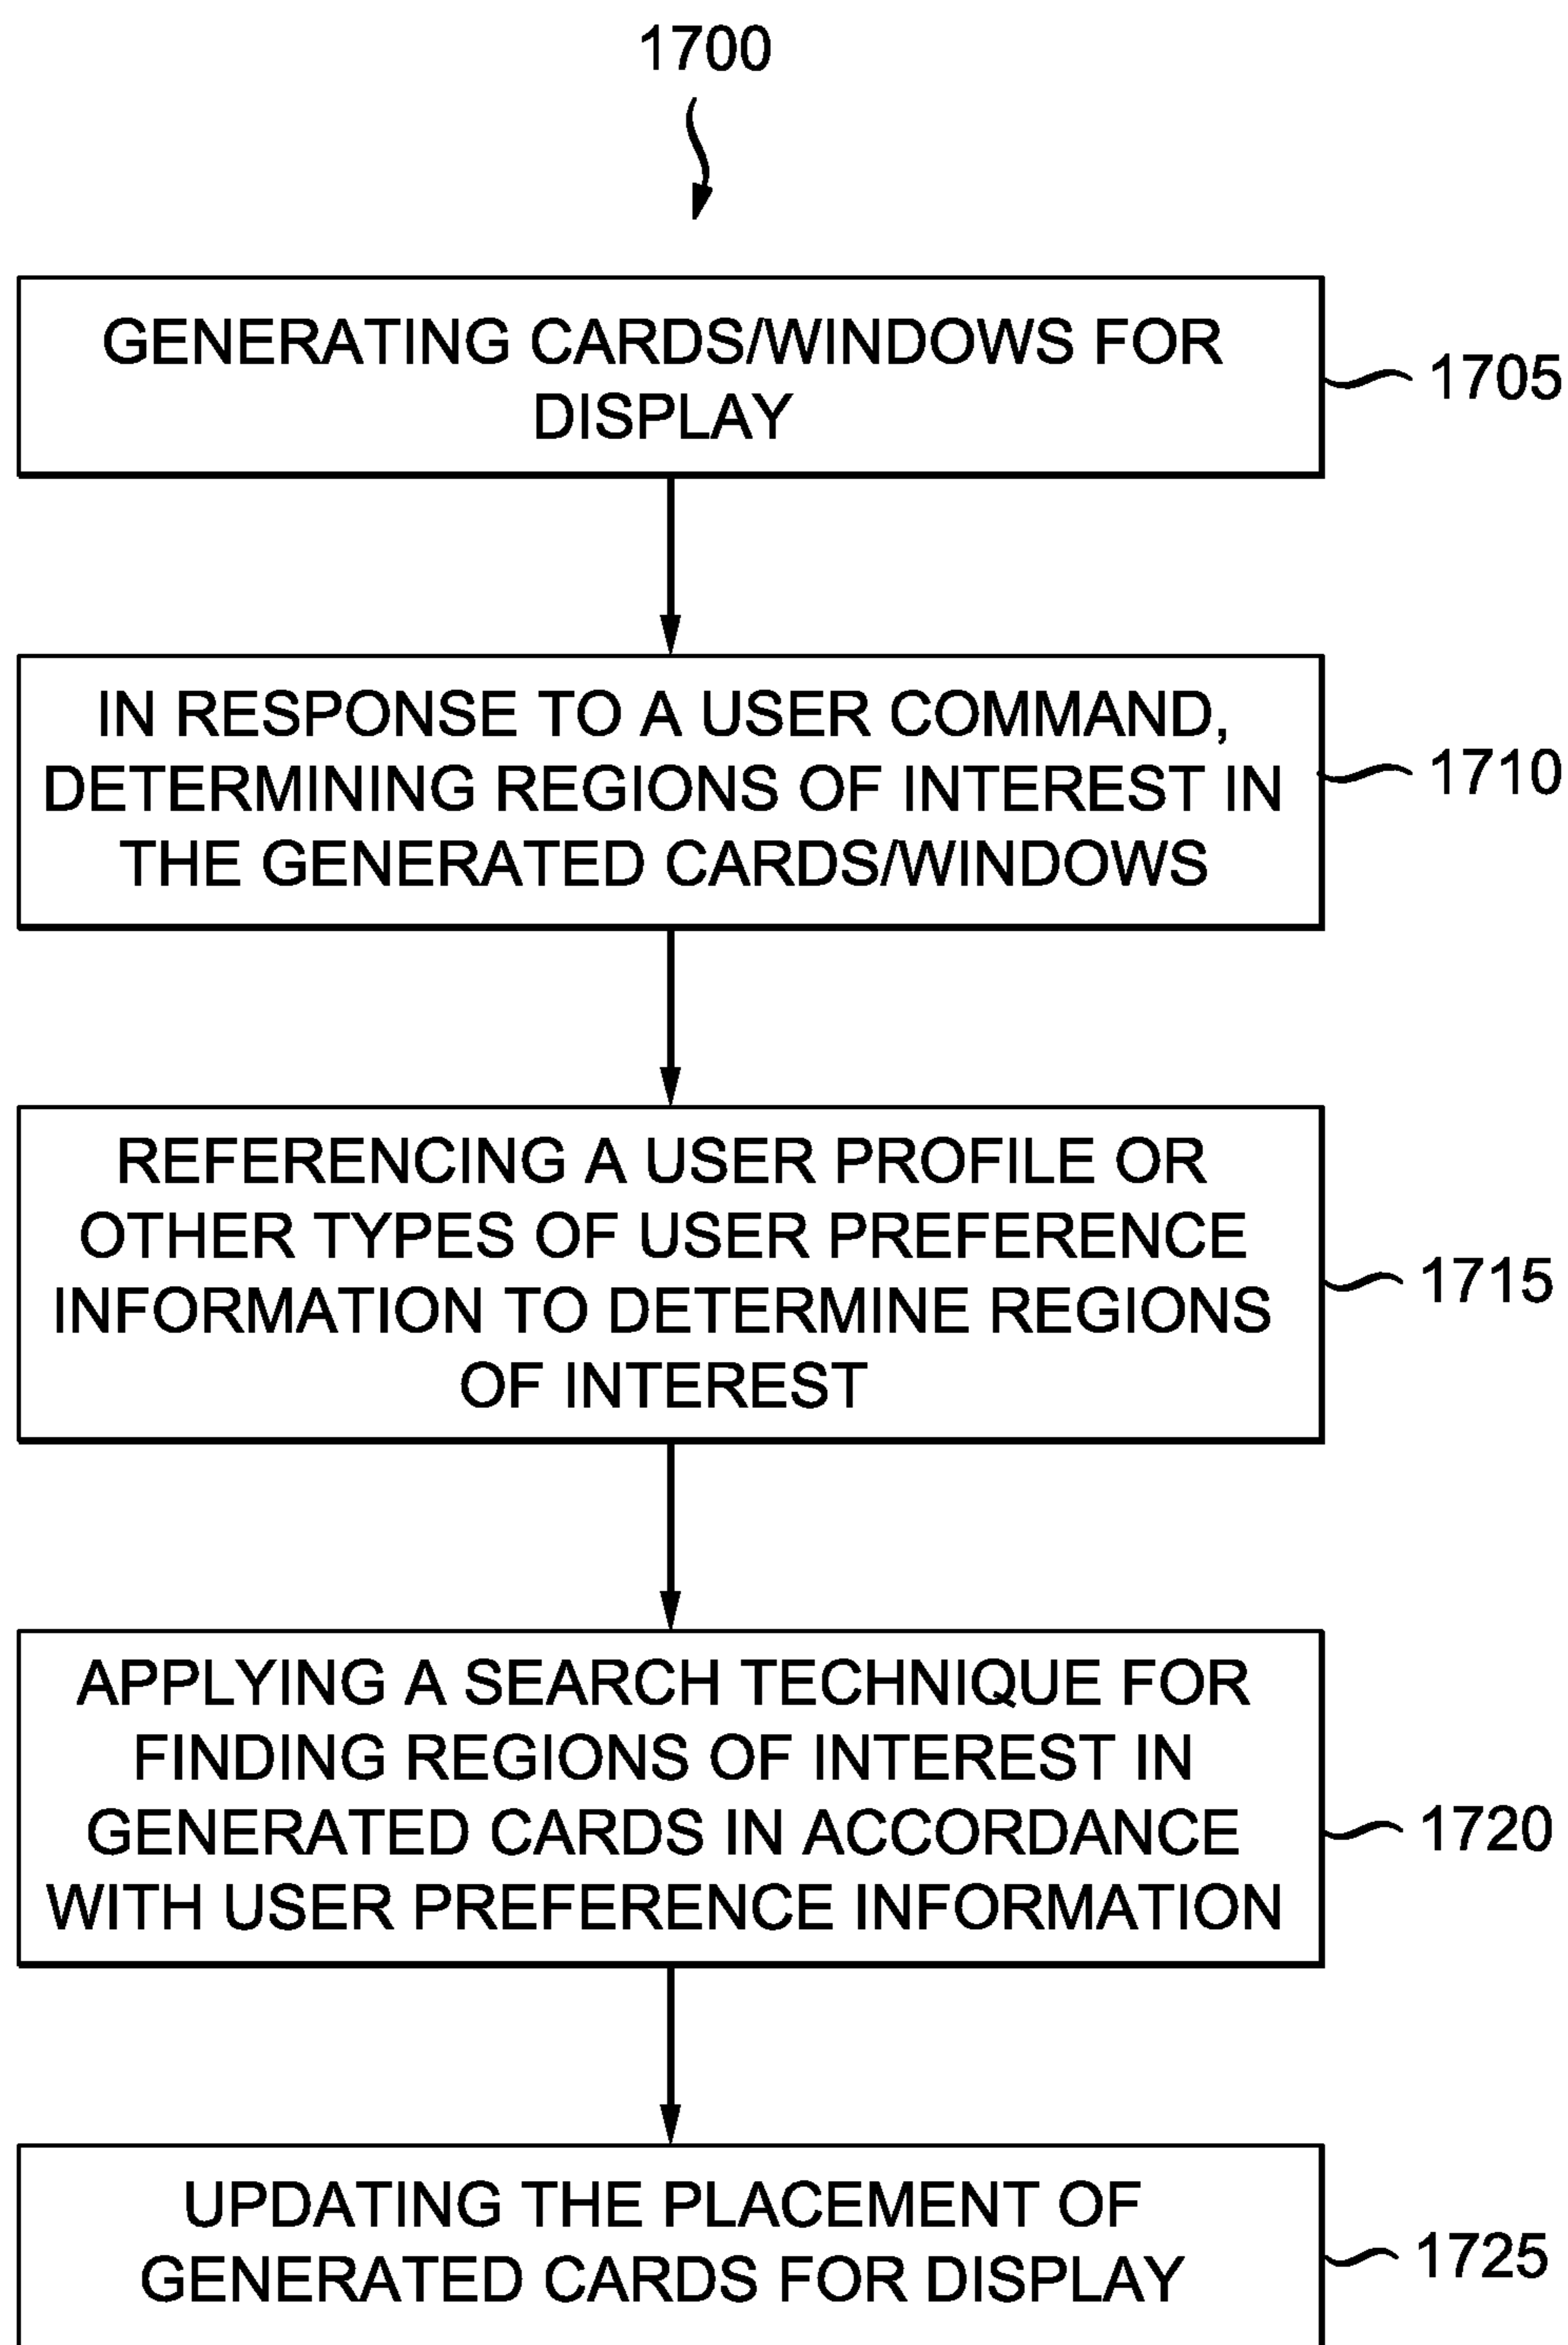 1700
GENERATING CARDS/WINDOWS FOR
DISPLAY
1705
IN RESPONSE TO A USER COMMAND,
DETERMINING REGIONS OF INTEREST IN
THE GENERATED CARDS/WINDOWS
1710
REFERENCING A USER PROFILE OR
OTHER TYPES OF USER PREFERENCE
INFORMATION TO DETERMINE REGIONS
OF INTEREST
1715
APPLYING A SEARCH TECHNIQUE FOR
FINDING REGIONS OF INTEREST IN
GENERATED CARDS IN ACCORDANCE
WITH USER PREFERENCE INFORMATION
1720
UPDATING THE PLACEMENT OF
GENERATED CARDS FOR DISPLAY
1725